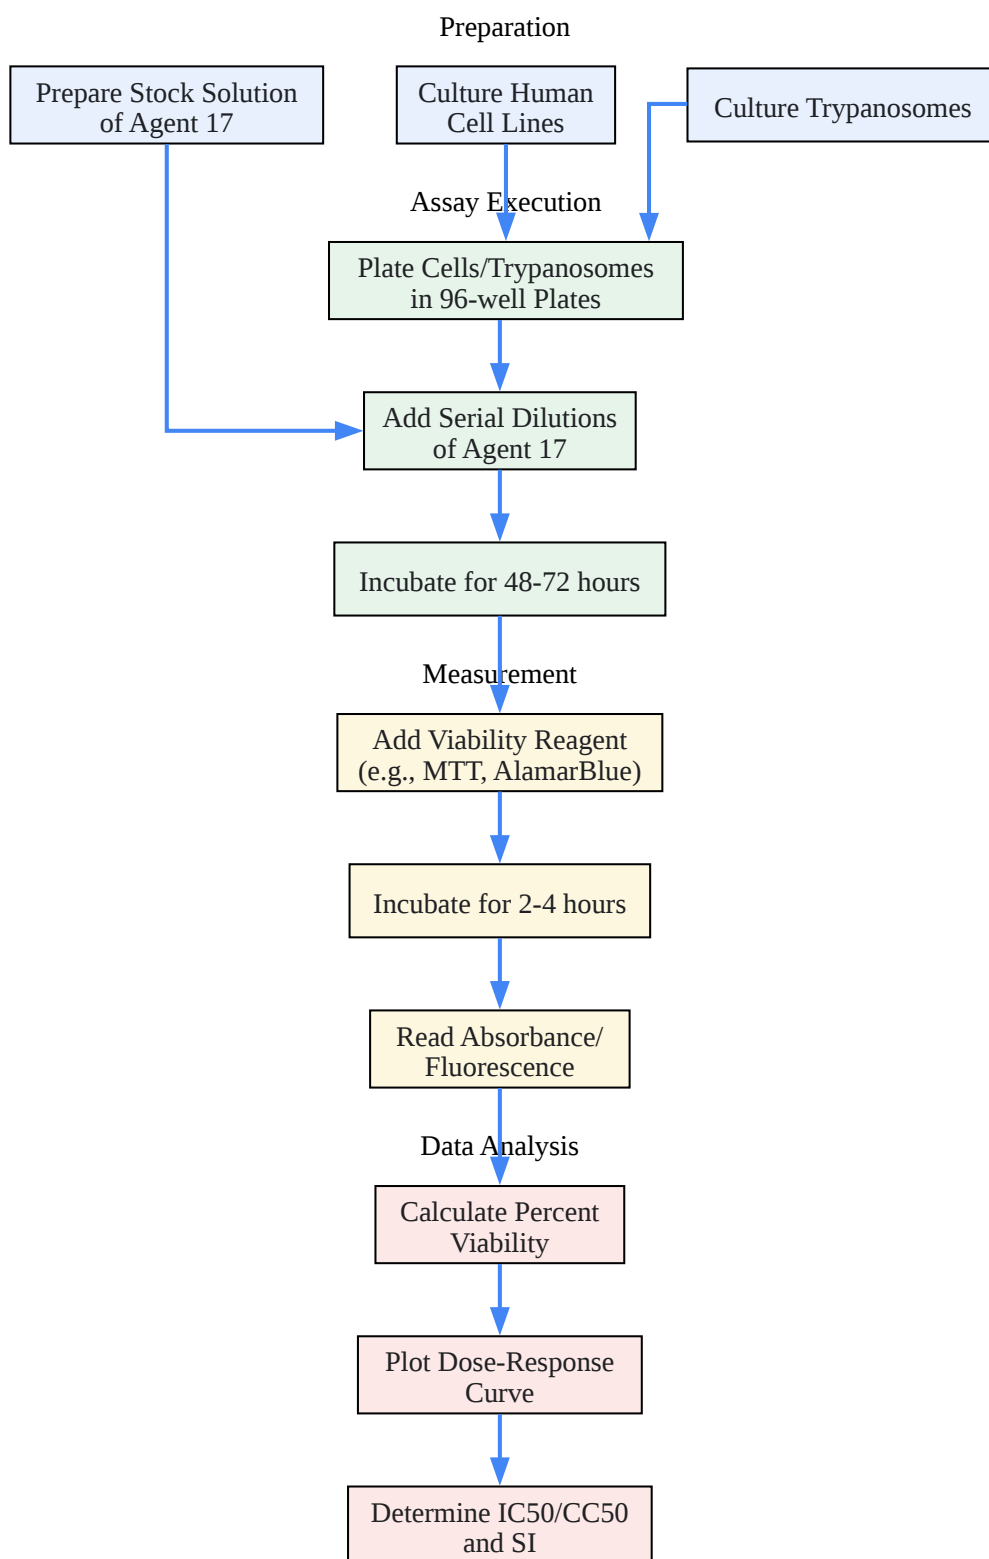 Preparation
Prepare Stock Solution
of Agent 17
Culture Human
Cell Lines
Culture Trypanosomes
Assay Execution
Plate Cells/Trypanosomes
in 96-well Plates
Add Serial Dilutions
of Agent 17
Incubate for 48-72 hours
Measurement
Add Viability Reagent
(e.g., MTT, AlamarBlue)
Incubate for 2-4 hours
Read Absorbance/
Fluorescence
Data Analysis
Calculate Percent
Viability
Plot Dose-Response
Curve
Determine IC50/CC50
and SI